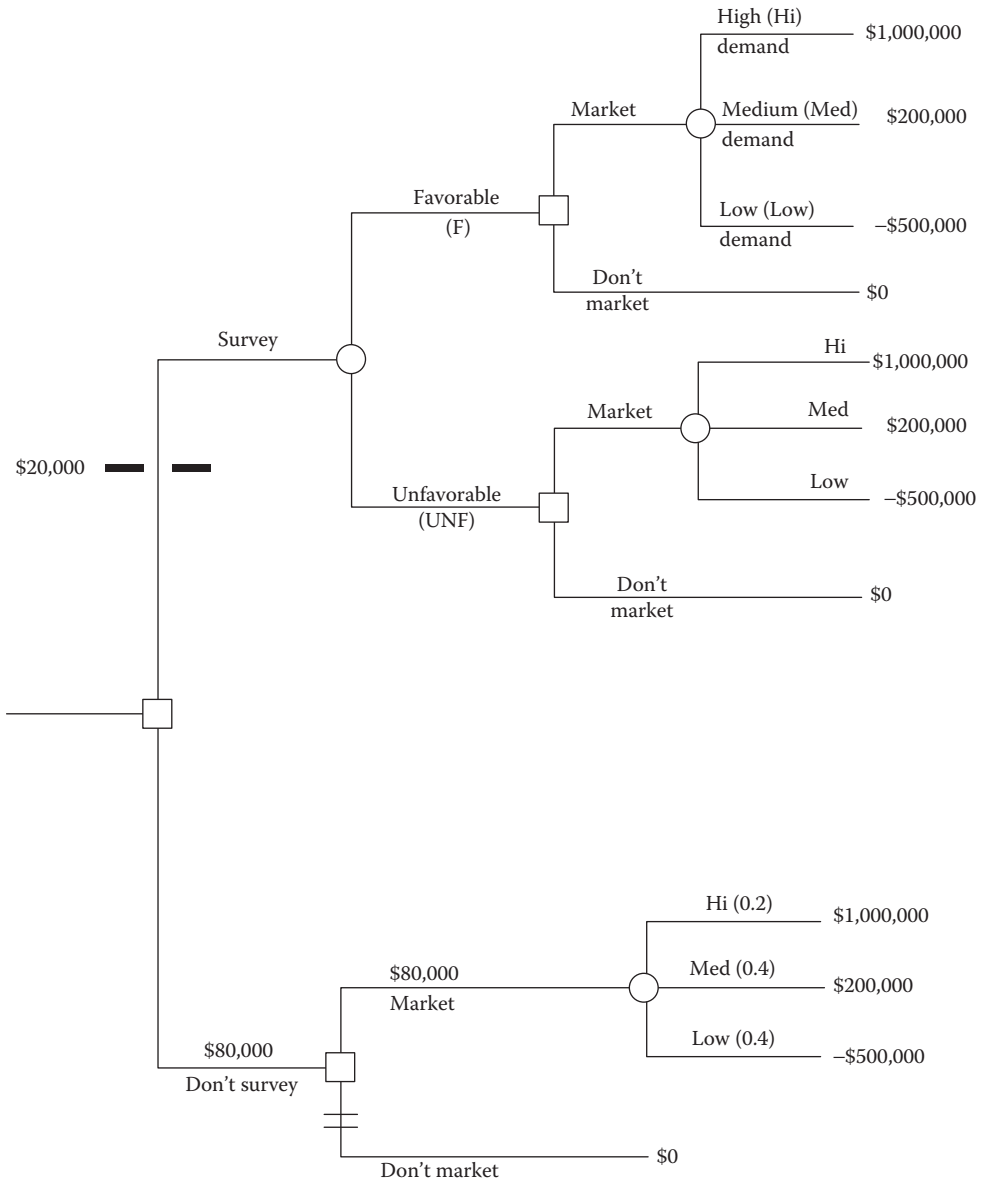 High (Hi)
demand
$1,000,000
Market
Medium (Med)
demand
$200,000
Favorable
(F)
Low (Low)
demand
–$500,000
Don't
market
$0
Survey
Hi
$1,000,000
Market
Med
$200,000
$20,000
Unfavorable
(UNF)
Low
–$500,000
Don't
market
$0
Hi (0.2)
$1,000,000
$80,000
Market
Med (0.4)
$200,000
Low (0.4)
–$500,000
$80,000
Don't survey
Don't market
$0